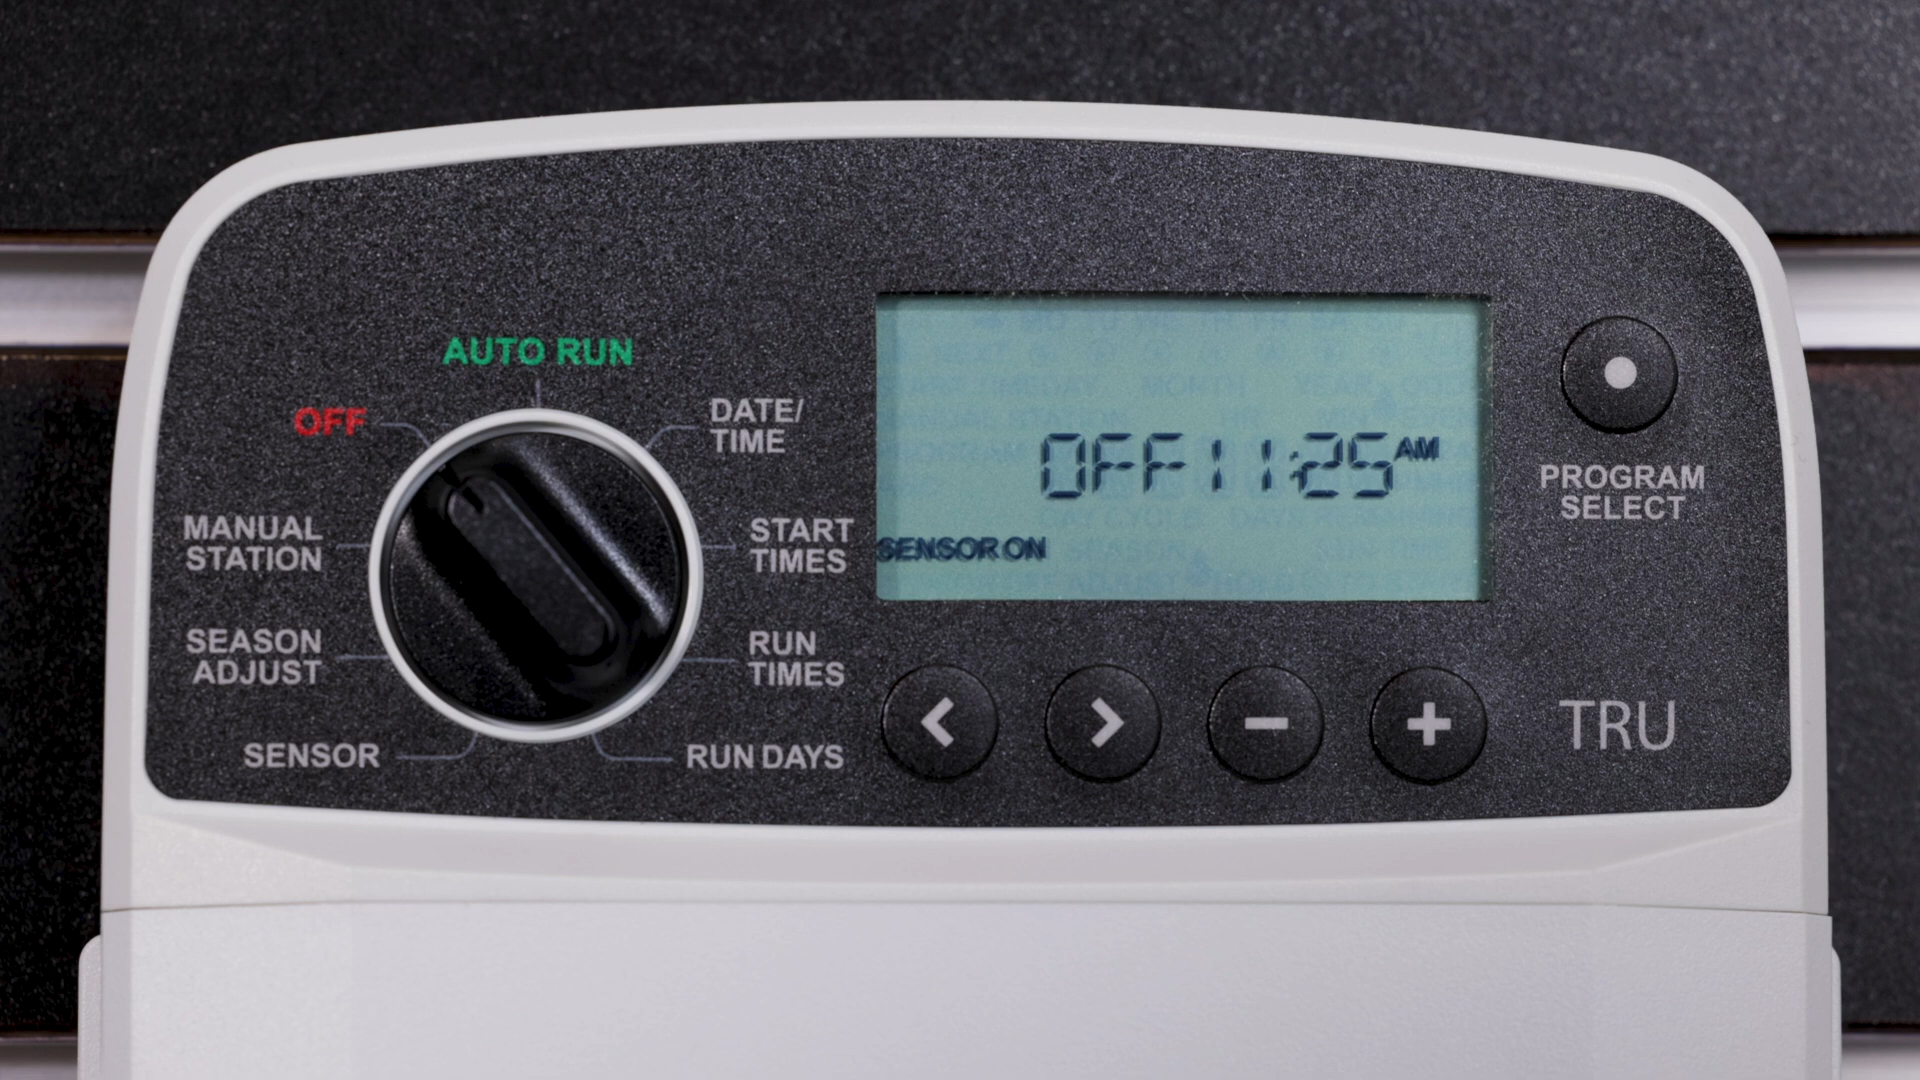 AUTO RUN
OFF
DATE/
TIME
MANUAL
STATION
START
TIMES
SEASON
ADJUST
RUN
TIMES
SENSOR
RUN DAYS
OFF 11:25 AM
SENSOR ON
PROGRAM
SELECT
TRU